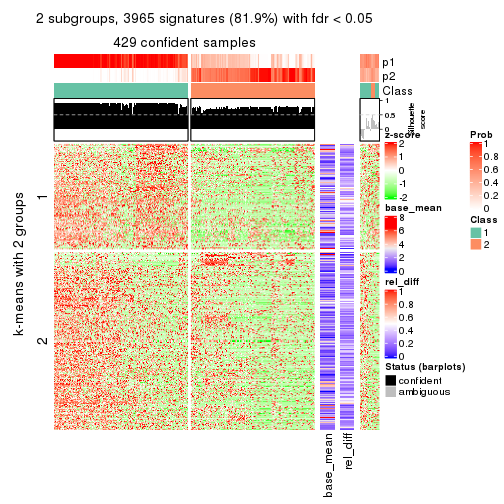 2 subgroups, 3965 signatures (81.9%) with fdr < 0.05
429 confident samples
p1
p2
Class
1
0.5
0
Silhouette
score
k-means with 2 groups
1
2
base_mean
rel_diff
z-score
2
1
0
-1
-2
base_mean
8
6
4
2
0
rel_diff
1
0.8
0.6
0.4
0.2
0
Status (barplots)
confident
ambiguous
Prob
1
0.8
0.6
0.4
0.2
0
Class
1
2